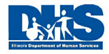 DHS
Illinois Department of Human Services